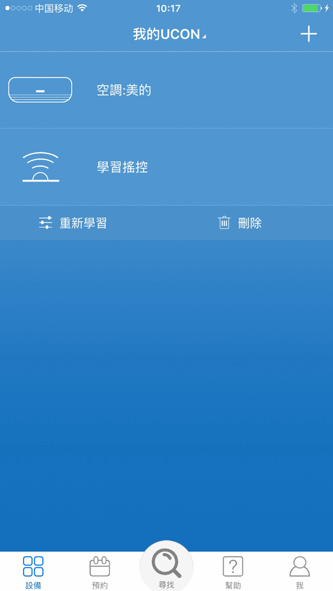 中国移动 10:17
我的UCON
空調:美的
學習搖控
重新學習 刪除
設備 預約 尋找 幫助 我